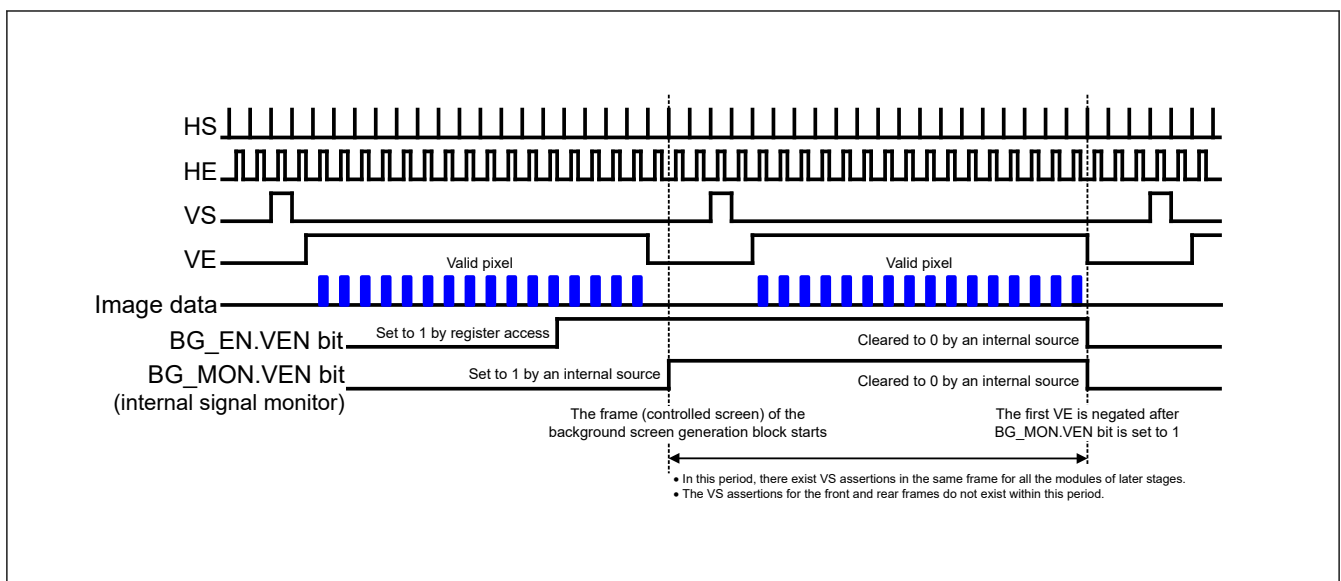 HS
HE
VS
VE
Valid pixel
Valid pixel
Image data
BG_EN.VEN bit
Set to 1 by register access
Cleared to 0 by an internal source
BG_MON.VEN bit
(internal signal monitor)
Set to 1 by an internal source
Cleared to 0 by an internal source
The frame (controlled screen) of the
background screen generation block starts
The first VE is negated after
BG_MON.VEN bit is set to 1
• In this period, there exist VS assertions in the same frame for all the modules of later stages.
• The VS assertions for the front and rear frames do not exist within this period.